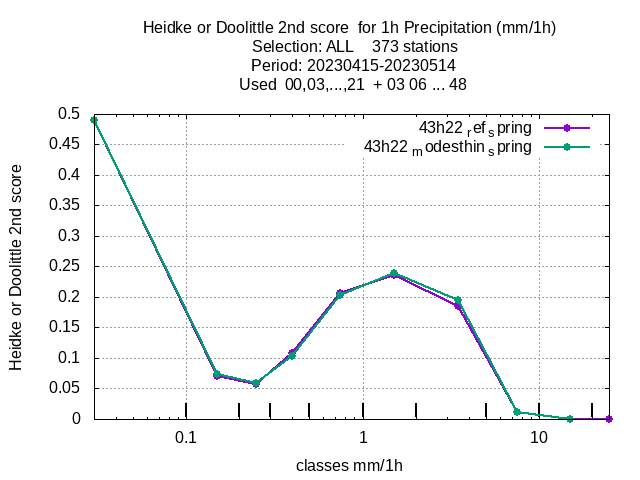 Heidke or Doolittle 2nd score  for 1h Precipitation (mm/1h)
Selection: ALL    373 stations
Period: 20230415-20230514
Used  00,03,...,21  + 03 06 ... 48
43h22 ref spring
43h22 modesthin spring
0.5
0.45
0.4
0.35
0.3
0.25
0.2
0.15
0.1
0.05
0
Heidke or Doolittle 2nd score
0.1 1 10
classes mm/1h